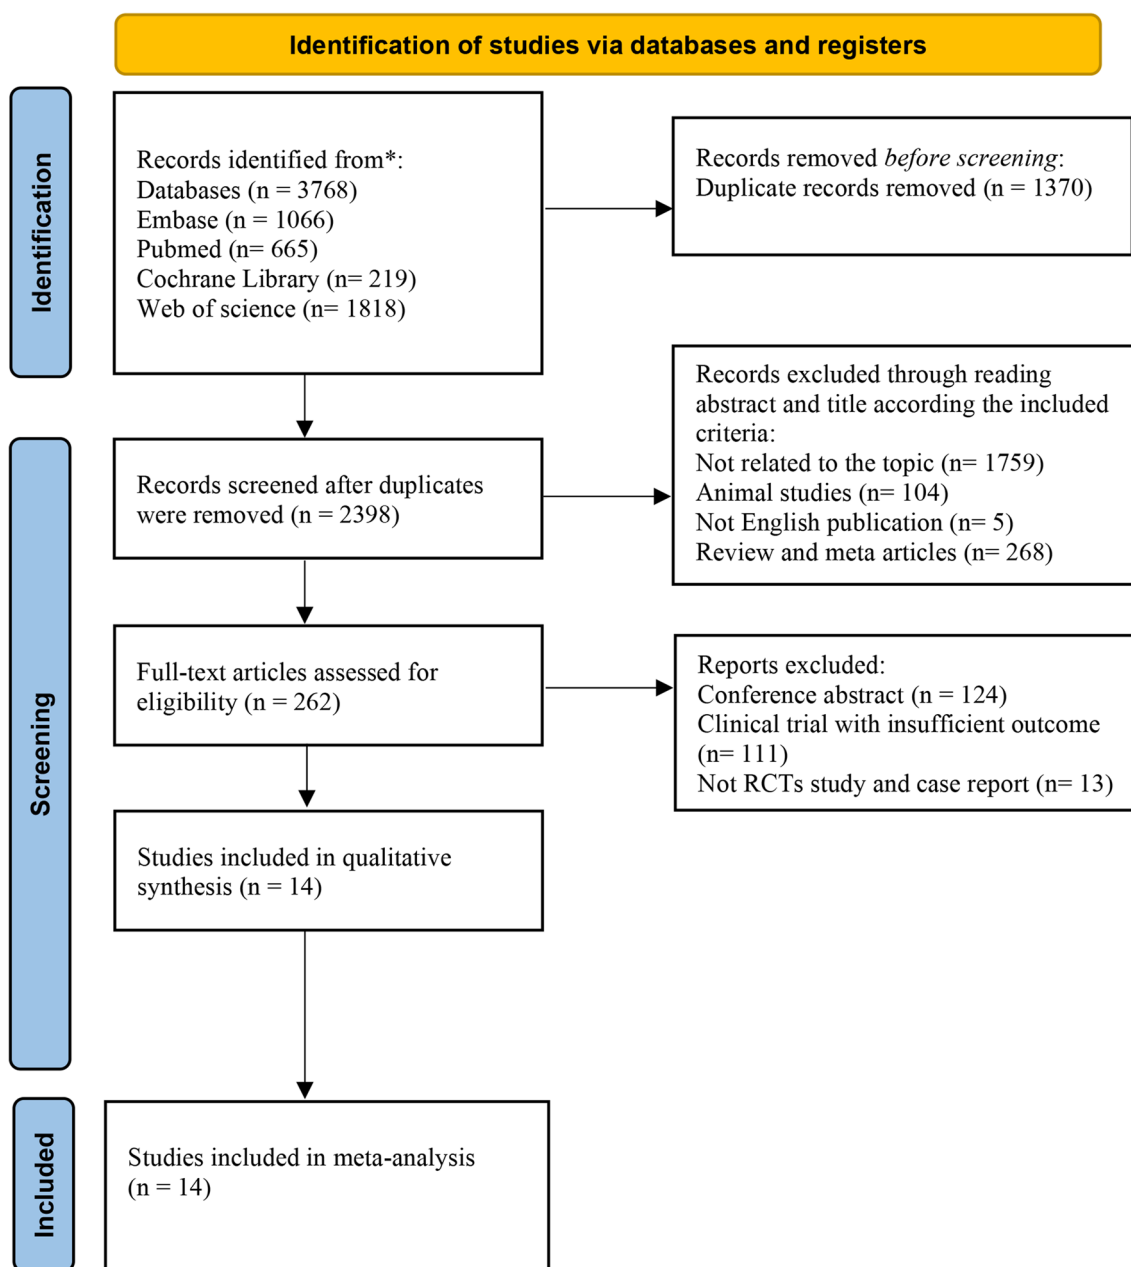 Identification of studies via databases and registers
Identification
Records identified from*:
Databases (n = 3768)
Embase (n = 1066)
Pubmed (n= 665)
Cochrane Library (n= 219)
Web of science (n= 1818)
Records removed before screening:
Duplicate records removed (n = 1370)
Screening
Records screened after duplicates
were removed (n = 2398)
Records excluded through reading
abstract and title according the included
criteria:
Not related to the topic (n= 1759)
Animal studies (n= 104)
Not English publication (n= 5)
Review and meta articles (n= 268)
Full-text articles assessed for
eligibility (n = 262)
Reports excluded:
Conference abstract (n = 124)
Clinical trial with insufficient outcome
(n= 111)
Not RCTs study and case report (n= 13)
Studies included in qualitative
synthesis (n = 14)
Included
Studies included in meta-analysis
(n = 14)